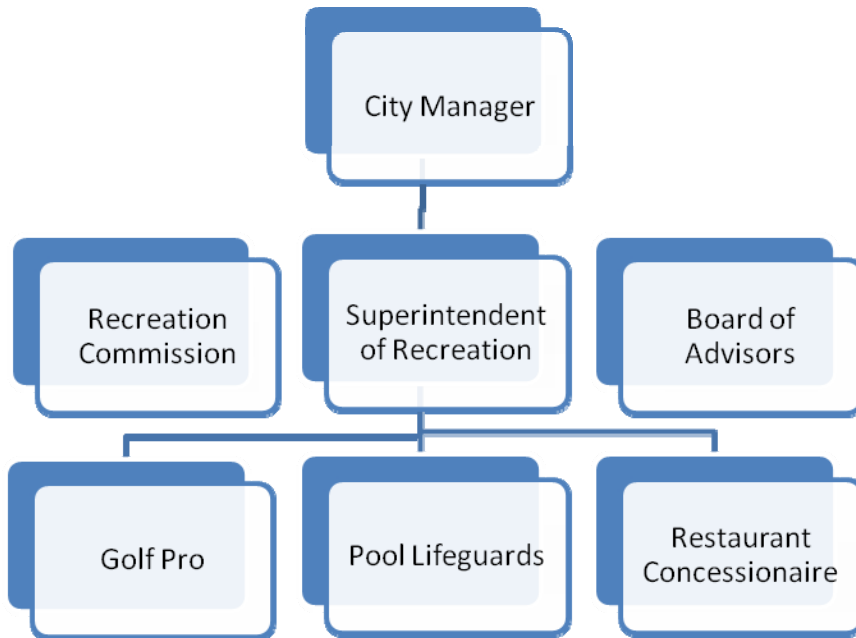 City Manager
Recreation
Commission
Superintendent
of Recreation
Board of
Advisors
Golf Pro
Pool Lifeguards
Restaurant
Concessionaire